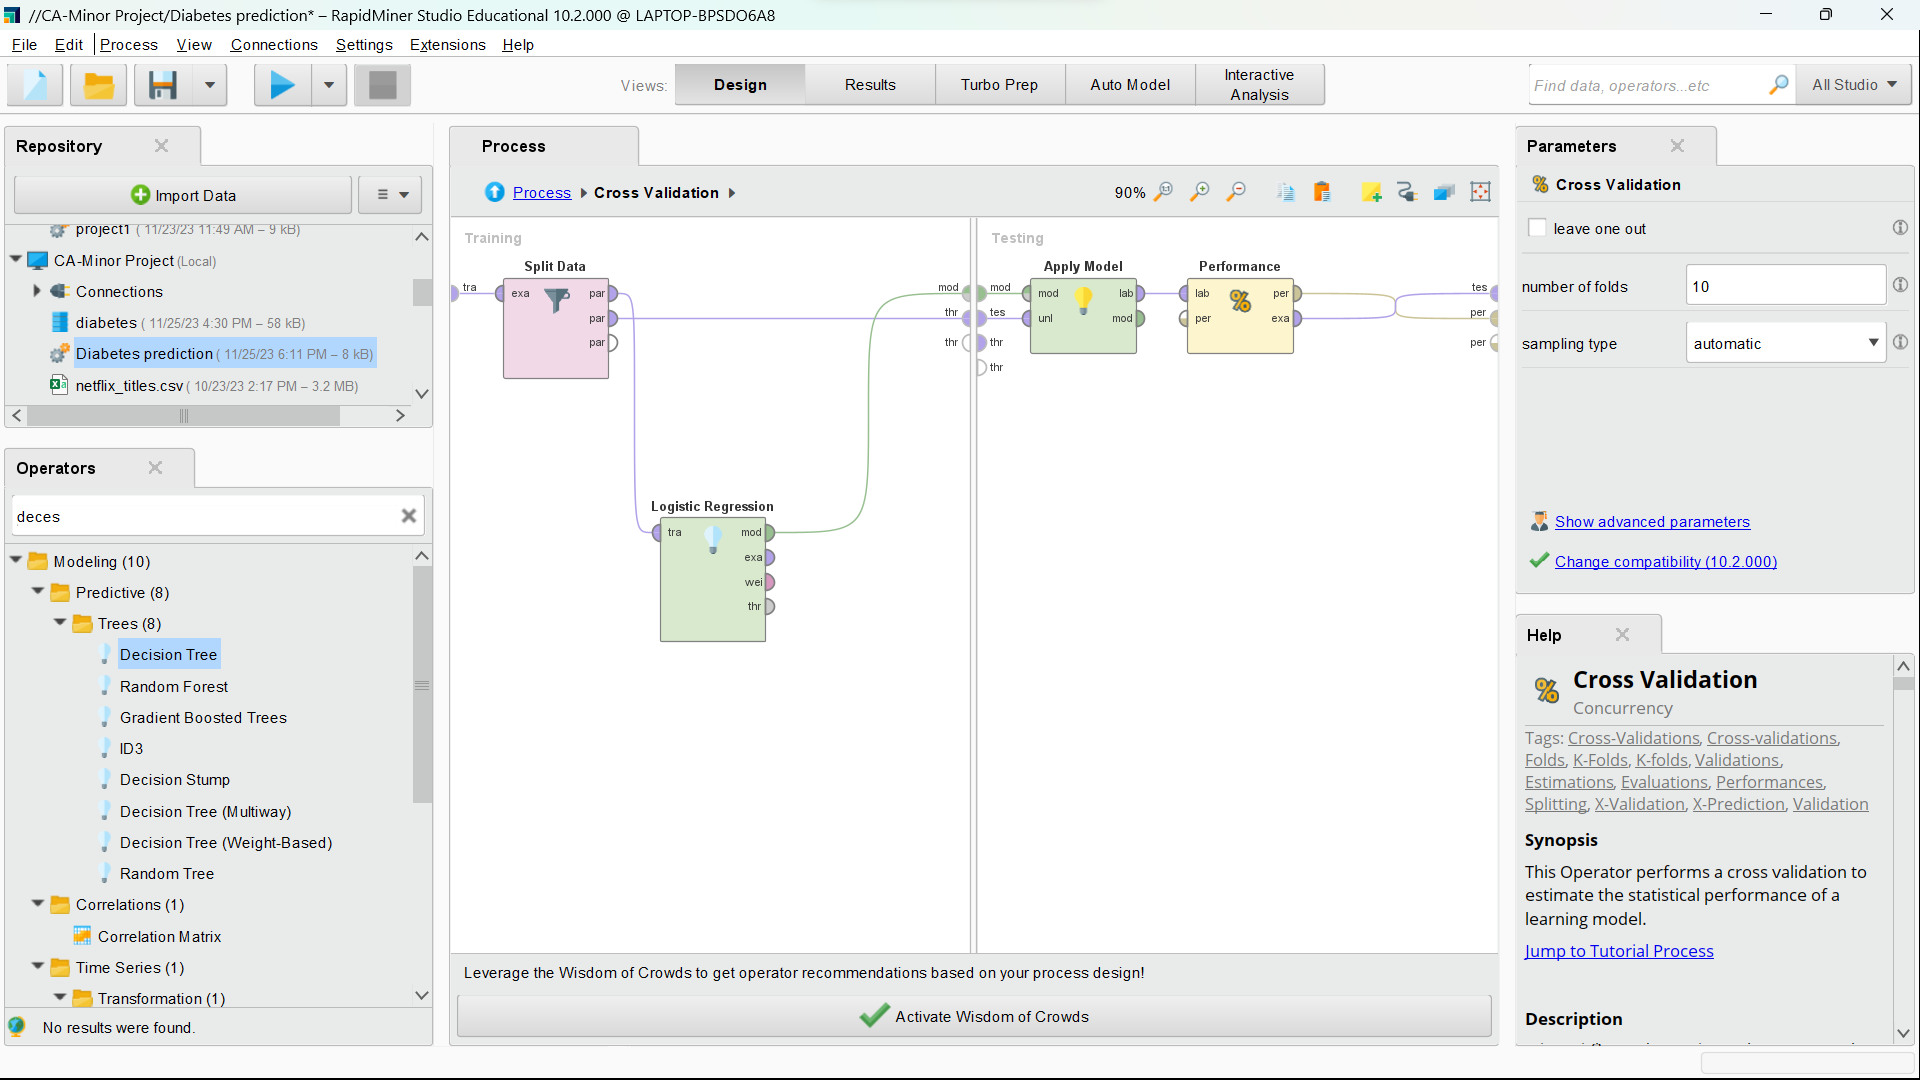 //CA-Minor Project/Diabetes prediction* – RapidMiner Studio Educational 10.2.000 @ LAPTOP-BPSDO6A8
File Edit Process View Connections Settings Extensions Help
Views: Design Results Turbo Prep Auto Model Interactive Analysis
Find data, operators...etc All Studio
Repository
Import Data
project1 ( 11/23/23 11:49 AM – 9 kB)
CA-Minor Project (Local)
Connections
diabetes ( 11/25/23 4:30 PM – 58 kB)
Diabetes prediction ( 11/25/23 6:11 PM – 8 kB)
netflix_titles.csv ( 10/23/23 2:17 PM – 3.2 MB)
Operators
deces
Modeling (10)
Predictive (8)
Trees (8)
Decision Tree
Random Forest
Gradient Boosted Trees
ID3
Decision Stump
Decision Tree (Multiway)
Decision Tree (Weight-Based)
Random Tree
Correlations (1)
Correlation Matrix
Time Series (1)
Transformation (1)
No results were found.
Process
Process Cross Validation
90%
Training
Split Data
tra exa par
par
par
Logistic Regression
tra mod
exa
wei
thr
mod
thr
thr
Testing
mod
tes
thr
thr
Apply Model
mod lab
unl mod
Performance
lab per
per exa
tes
per
per
Leverage the Wisdom of Crowds to get operator recommendations based on your process design!
Activate Wisdom of Crowds
Parameters
Cross Validation
leave one out
number of folds 10
sampling type automatic
Show advanced parameters
Change compatibility (10.2.000)
Help
Cross Validation
Concurrency
Tags: Cross-Validations, Cross-validations,
Folds, K-Folds, K-folds, Validations,
Estimations, Evaluations, Performances,
Splitting, X-Validation, X-Prediction, Validation
Synopsis
This Operator performs a cross validation to
estimate the statistical performance of a
learning model.
Jump to Tutorial Process
Description